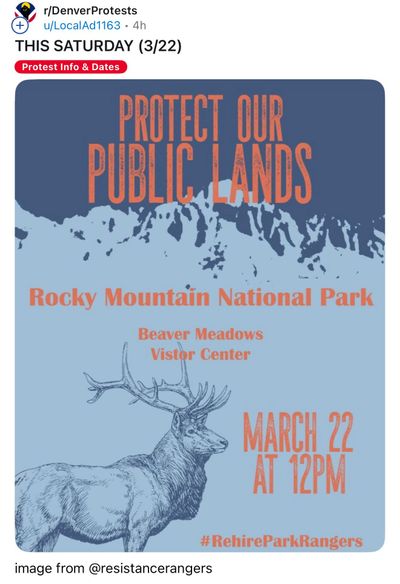 r/DenverProtests
u/LocalAd1163 • 4h
THIS SATURDAY (3/22)
Protest Info & Dates
PROTECT OUR
PUBLIC LANDS
Rocky Mountain National Park
Beaver Meadows
Vistor Center
MARCH 22
AT 12PM
#RehireParkRangers
image from @resistancerangers